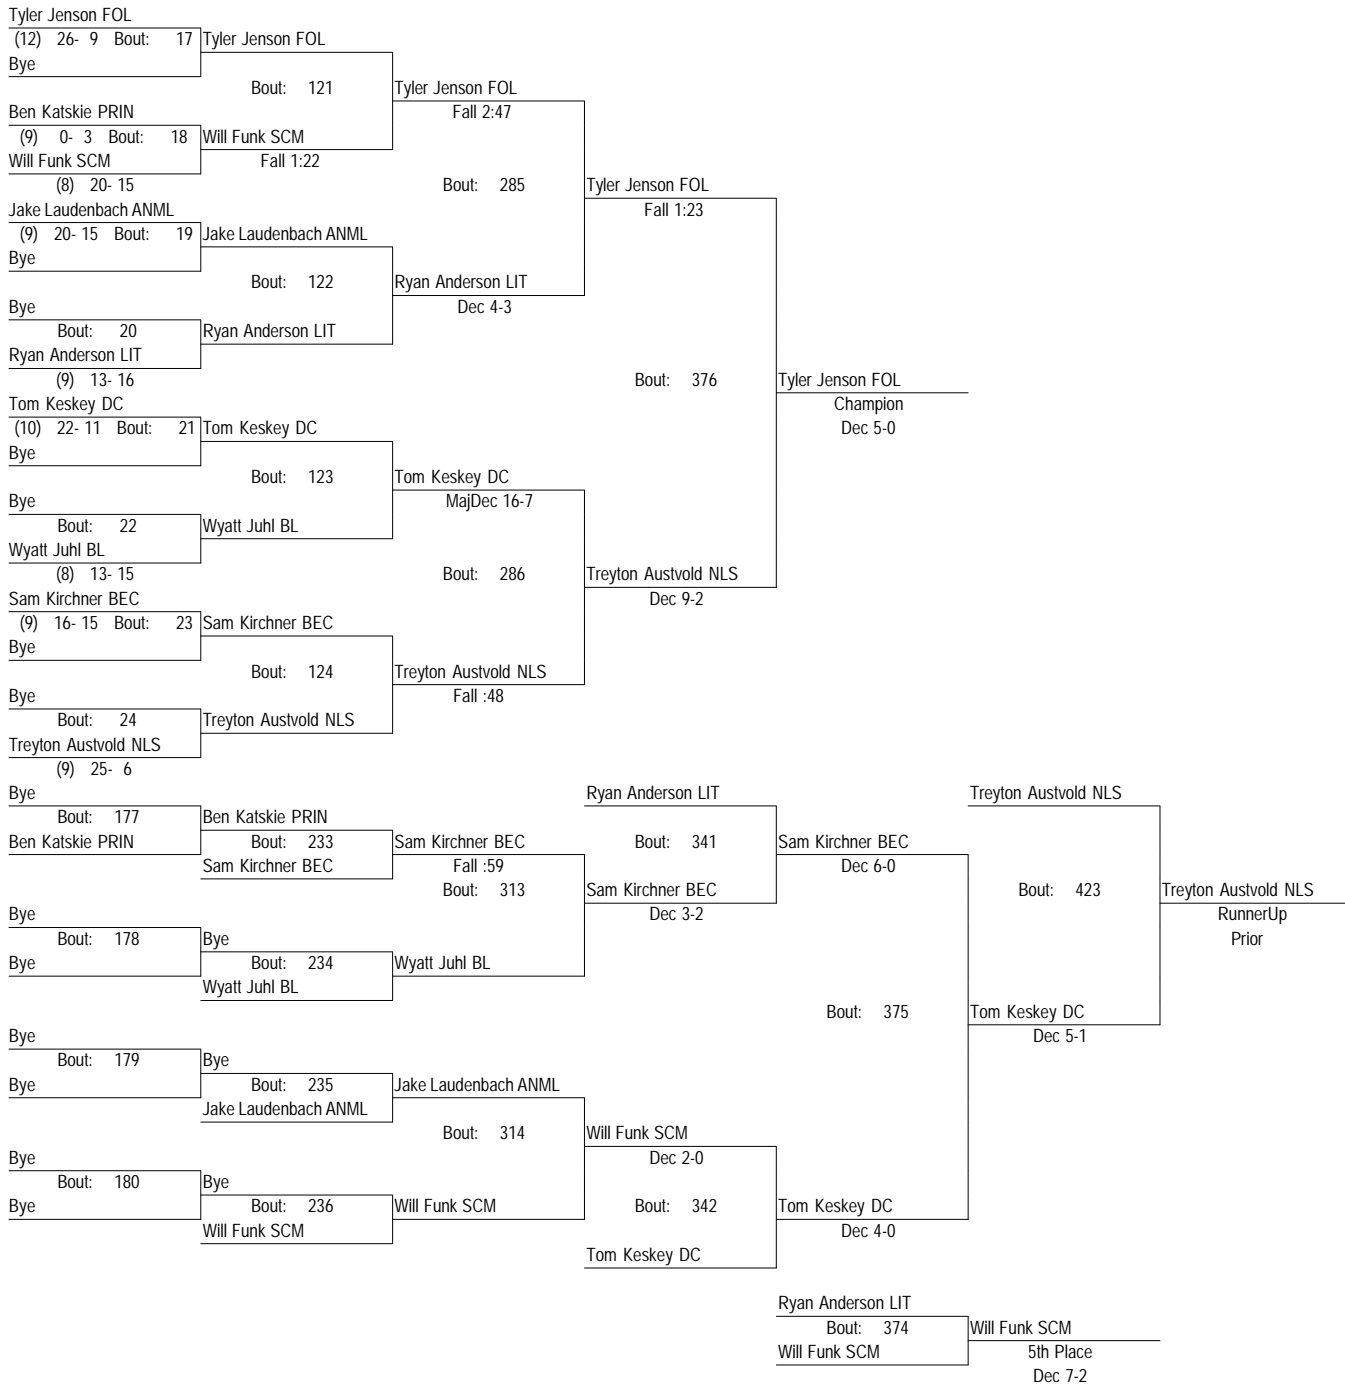 Tyler Jenson FOL
(12) 26- 9 Bout: 17 Tyler Jenson FOL
Bye
Bout: 121 Tyler Jenson FOL
Ben Katskie PRIN Fall 2:47
(9) 0- 3 Bout: 18 Will Funk SCM
Will Funk SCM Fall 1:22
(8) 20- 15 Bout: 285 Tyler Jenson FOL
Jake Laudenbach ANML Fall 1:23
(9) 20- 15 Bout: 19 Jake Laudenbach ANML
Bye
Bout: 122 Ryan Anderson LIT
Bye Dec 4-3
Bout: 20 Ryan Anderson LIT
Ryan Anderson LIT
(9) 13- 16 Bout: 376 Tyler Jenson FOL
Tom Keskey DC Champion
(10) 22- 11 Bout: 21 Tom Keskey DC Dec 5-0
Bye
Bout: 123 Tom Keskey DC
Bye MajDec 16-7
Bout: 22 Wyatt Juhl BL
Wyatt Juhl BL
(8) 13- 15 Bout: 286 Treyton Austvold NLS
Sam Kirchner BEC Dec 9-2
(9) 16- 15 Bout: 23 Sam Kirchner BEC
Bye
Bout: 124 Treyton Austvold NLS
Bye Fall :48
Bout: 24 Treyton Austvold NLS
Treyton Austvold NLS
(9) 25- 6
Bye Ryan Anderson LIT Treyton Austvold NLS
Bout: 177 Ben Katskie PRIN
Ben Katskie PRIN Bout: 233 Sam Kirchner BEC Bout: 341 Sam Kirchner BEC
Sam Kirchner BEC Fall :59 Dec 6-0
Bout: 313 Sam Kirchner BEC Bout: 423 Treyton Austvold NLS
Bye Dec 3-2 RunnerUp
Bout: 178 Bye Prior
Bye Bout: 234 Wyatt Juhl BL
Wyatt Juhl BL
Bout: 375 Tom Keskey DC
Bye Dec 5-1
Bout: 179 Bye
Bye Bout: 235 Jake Laudenbach ANML
Jake Laudenbach ANML
Bout: 314 Will Funk SCM
Bye Dec 2-0
Bout: 180 Bye
Bye Bout: 236 Will Funk SCM Bout: 342 Tom Keskey DC
Will Funk SCM Dec 4-0
Tom Keskey DC
Ryan Anderson LIT
Bout: 374 Will Funk SCM
Will Funk SCM 5th Place
Dec 7-2